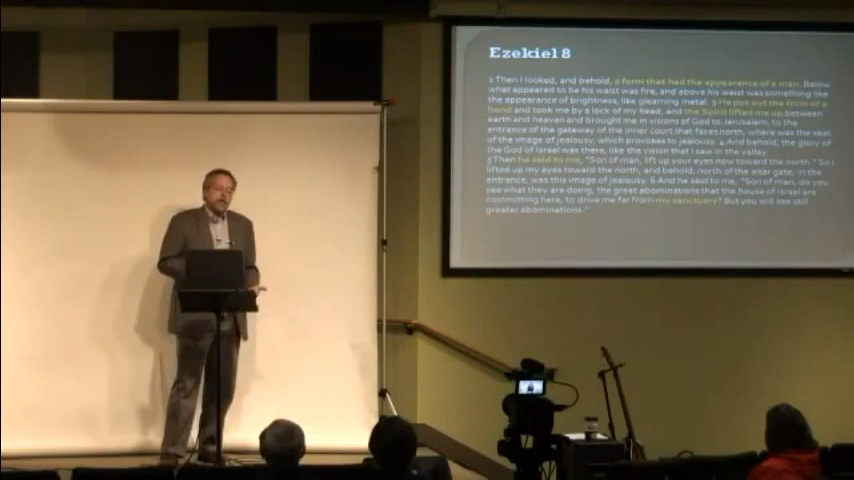 Ezekiel 8
2 Then I looked, and behold, a form that had the appearance of a man. Below
what appeared to be his waist was fire, and above his waist was something like
the appearance of brightness, like gleaming metal. 3 He put out the form of a
hand and took me by a lock of my head, and the Spirit lifted me up between
earth and heaven and brought me in visions of God to Jerusalem, to the
entrance of the gateway of the inner court that faces north, where was the seat
of the image of jealousy, which provokes to jealousy. 4 And behold, the glory of
the God of Israel was there, like the vision that I saw in the valley.
5 Then he said to me, "Son of man, lift up your eyes now toward the north." So I
lifted up my eyes toward the north, and behold, north of the altar gate, in the
entrance, was this image of jealousy. 6 And he said to me, "Son of man, do you
see what they are doing, the great abominations that the house of Israel are
committing here, to drive me far from my sanctuary? But you will see still
greater abominations."